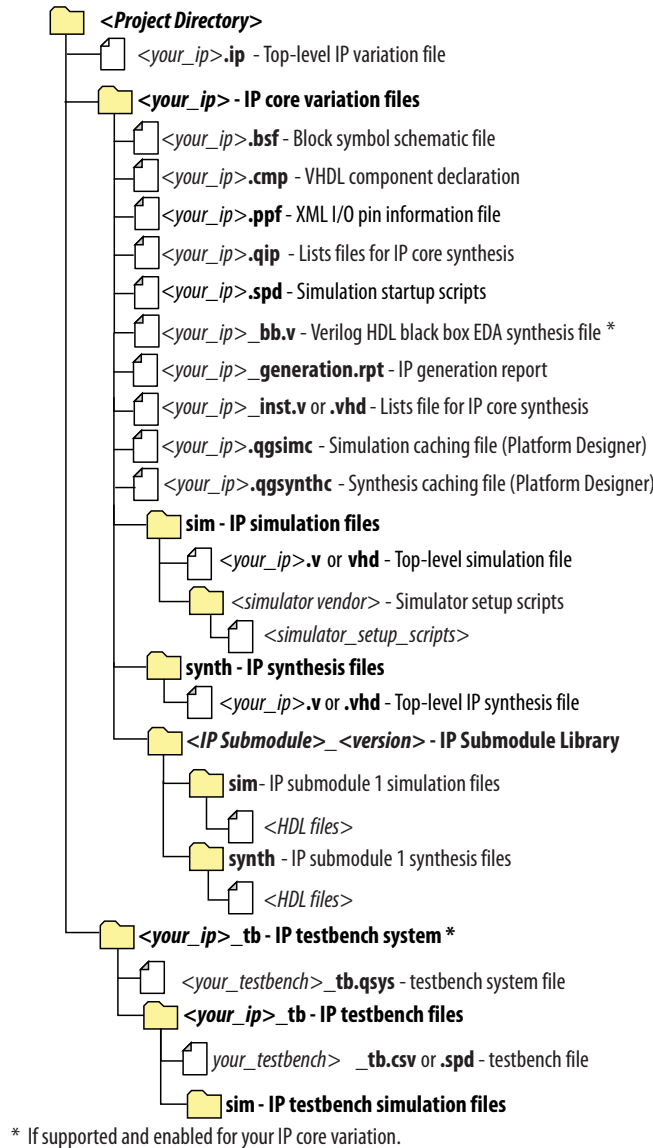 <Project Directory>
<your_ip>.ip - Top-level IP variation file
<your_ip> - IP core variation files
<your_ip>.bsf - Block symbol schematic file
<your_ip>.cmp - VHDL component declaration
<your_ip>.ppf - XML I/O pin information file
<your_ip>.qip - Lists files for IP core synthesis
<your_ip>.spd - Simulation startup scripts
<your_ip>_bb.v - Verilog HDL black box EDA synthesis file *
<your_ip>_generation.rpt - IP generation report
<your_ip>_inst.v or .vhd - Lists file for IP core synthesis
<your_ip>.qgsimc - Simulation caching file (Platform Designer)
<your_ip>.qgsynthc - Synthesis caching file (Platform Designer)
sim - IP simulation files
<your_ip>.v or vhd - Top-level simulation file
<simulator vendor> - Simulator setup scripts
<simulator_setup_scripts>
synth - IP synthesis files
<your_ip>.v or .vhd - Top-level IP synthesis file
<IP Submodule>_<version> - IP Submodule Library
sim- IP submodule 1 simulation files
<HDL files>
synth - IP submodule 1 synthesis files
<HDL files>
<your_ip>_tb - IP testbench system *
<your_testbench>_tb.qsys - testbench system file
<your_ip>_tb - IP testbench files
your_testbench> _tb.csv or .spd - testbench file
sim - IP testbench simulation files
* If supported and enabled for your IP core variation.